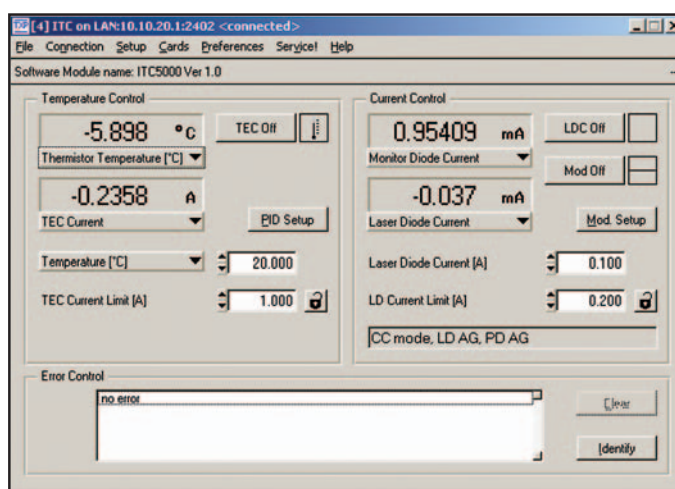 [4] ITC on LAN:10.10.20.1:2402 <connected>
File Connection Setup Cards Preferences Service! Help
Software Module name: ITC5000 Ver 1.0
Temperature Control
-5.898 °C
TEC Off
Thermistor Temperature [°C]
-0.2358 A
TEC Current
PID Setup
Temperature [°C]
20.000
TEC Current Limit [A]
1.000
Current Control
0.95409 mA
LDC Off
Monitor Diode Current
Mod Off
-0.037 mA
Laser Diode Current
Mod. Setup
Laser Diode Current [A]
0.100
LD Current Limit [A]
0.200
CC mode, LD AG, PD AG
Error Control
no error
Clear
Identify